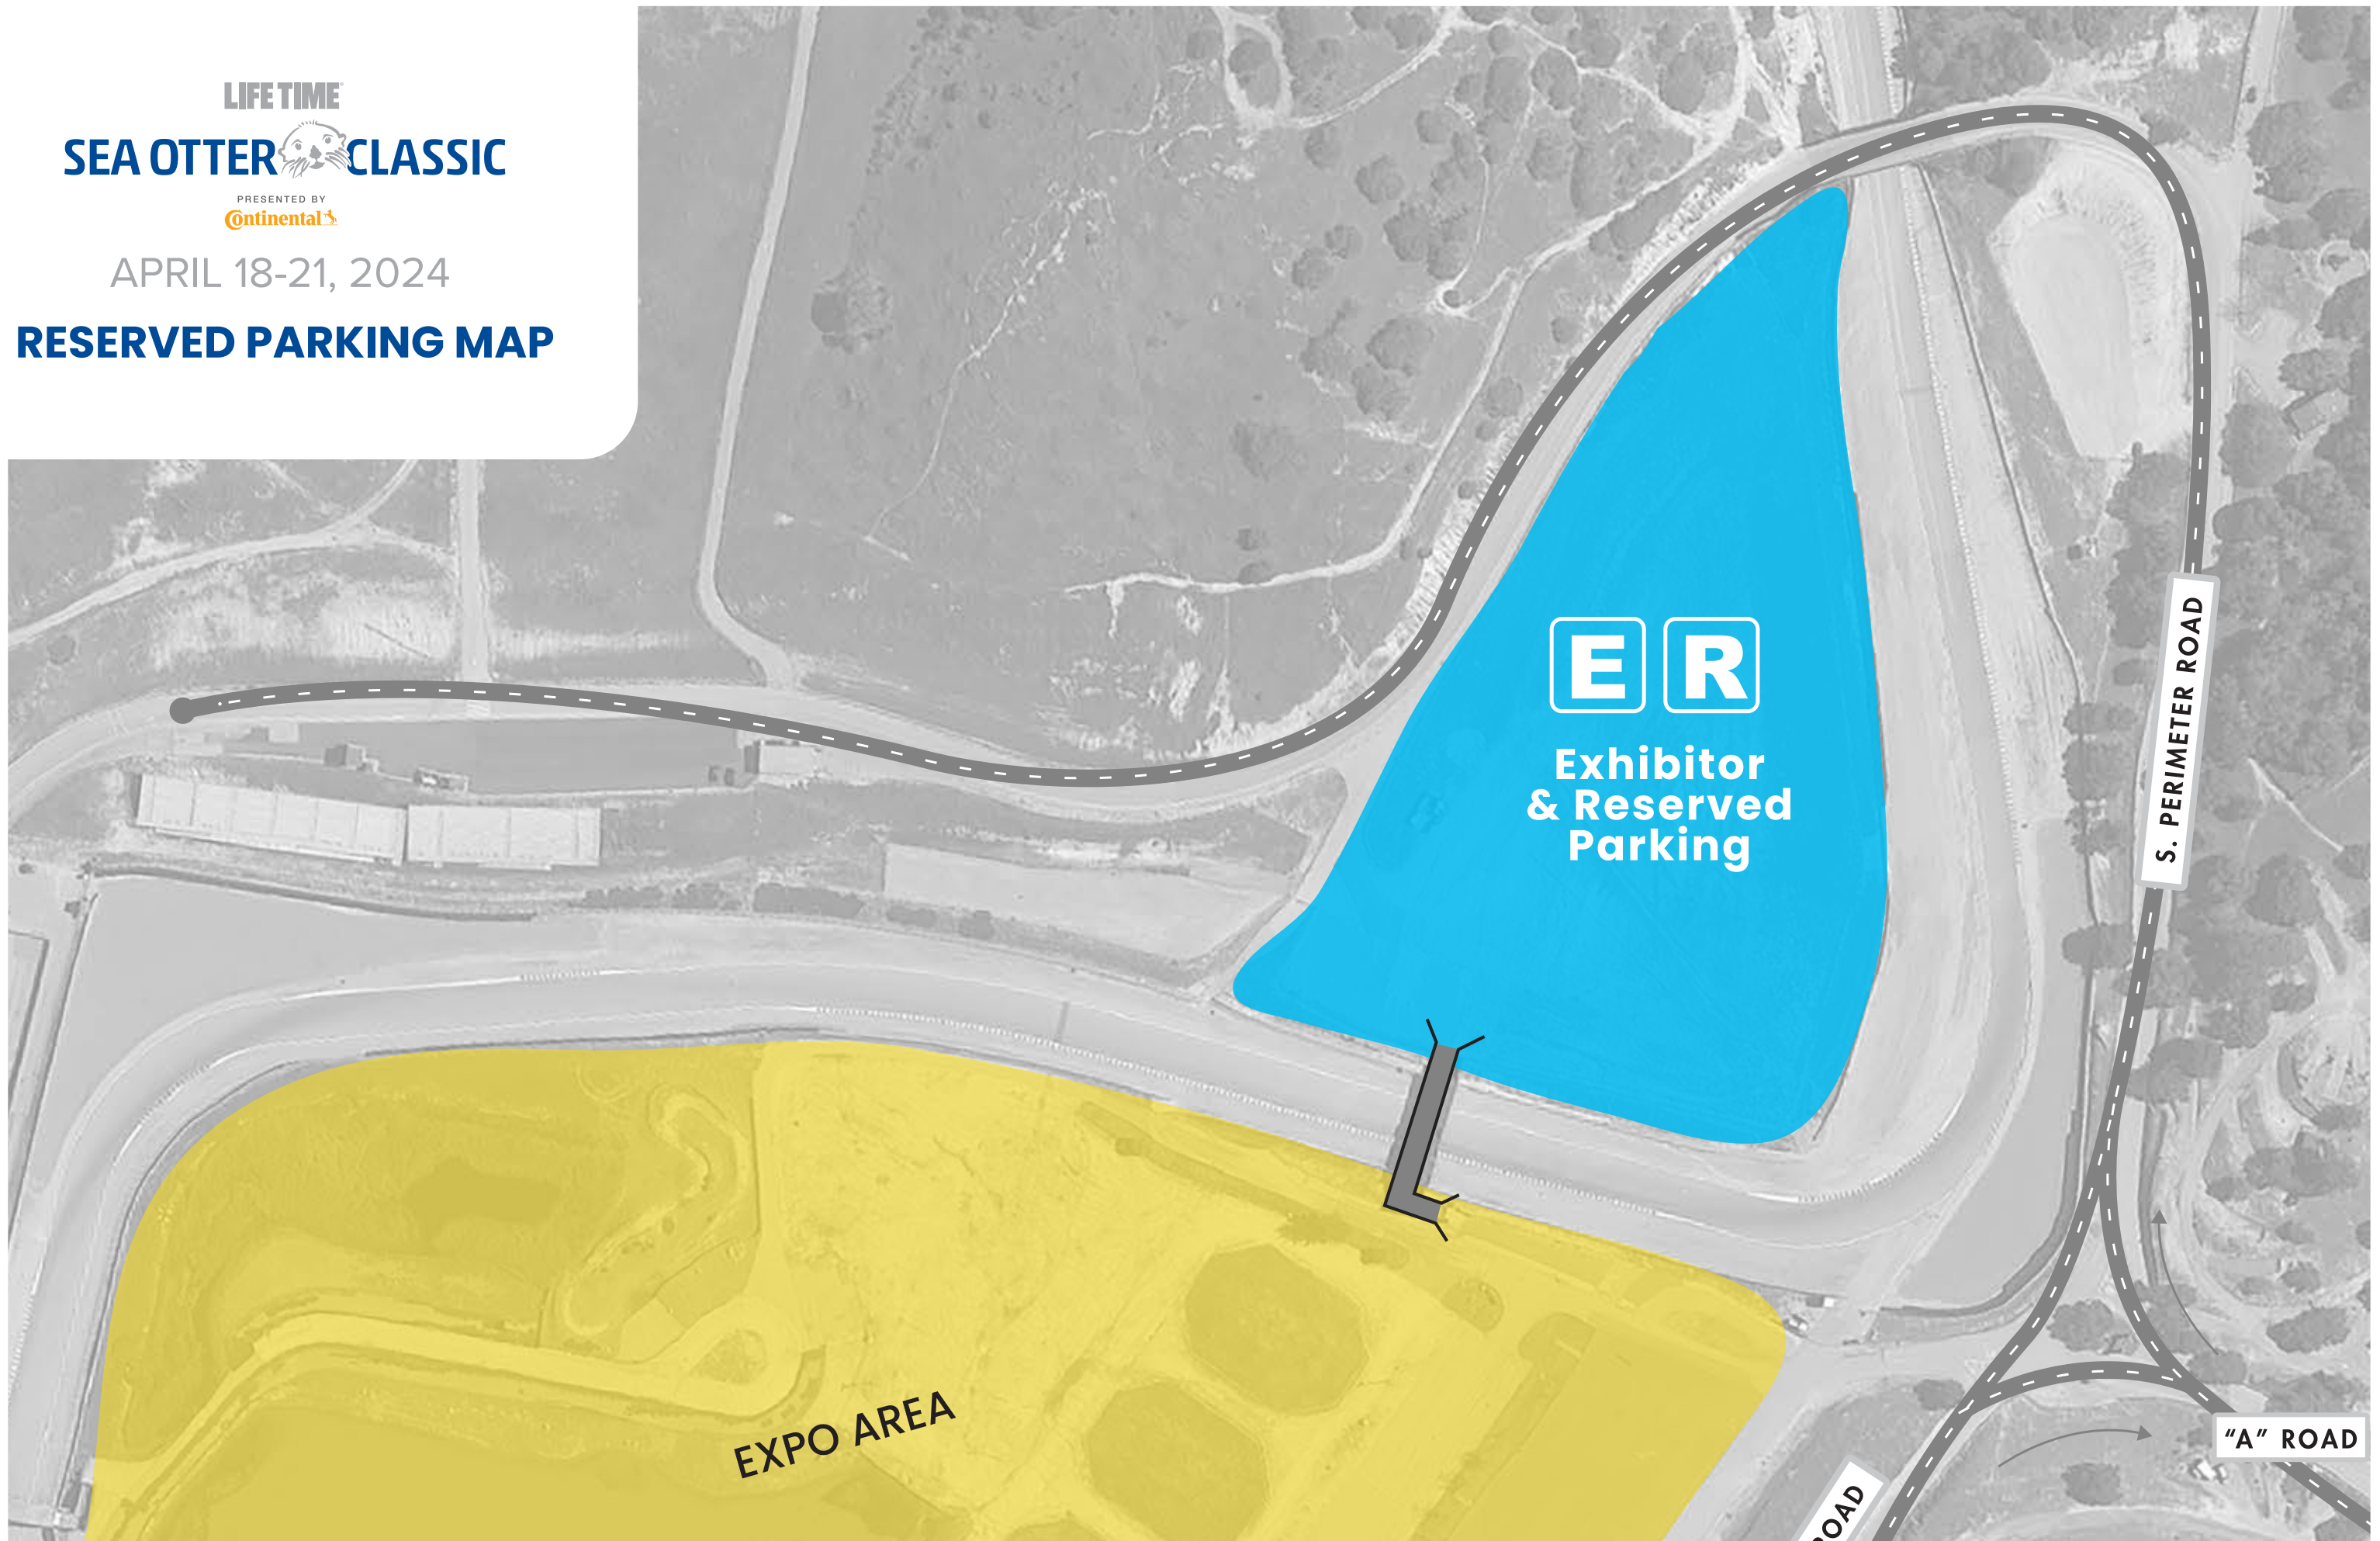 LIFE TIME
SEA OTTER CLASSIC
PRESENTED BY
Continental
APRIL 18-21, 2024
RESERVED PARKING MAP
E R
Exhibitor
& Reserved
Parking
S. PERIMETER ROAD
EXPO AREA
“A” ROAD
ROAD